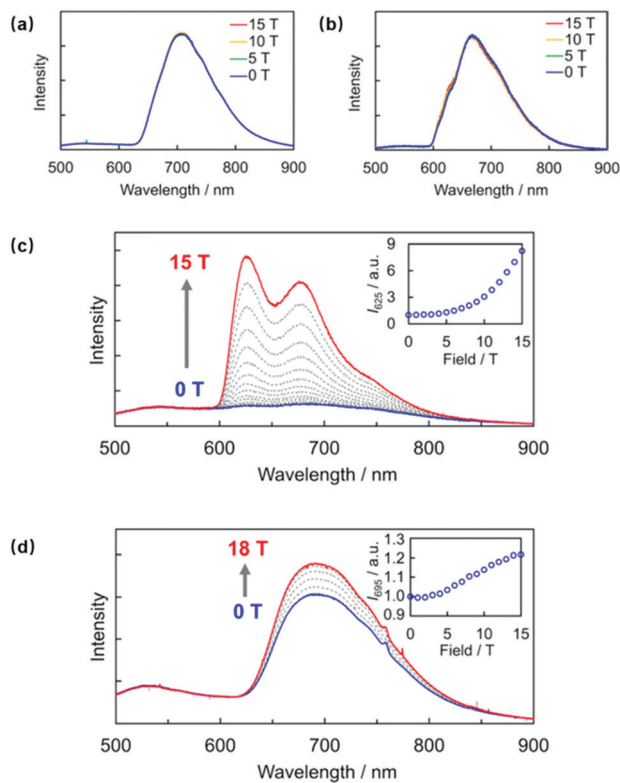 (a)
15 T
10 T
5 T
0 T
Intensity
500 600 700 800 900
Wavelength / nm
(b)
15 T
10 T
5 T
0 T
Intensity
500 600 700 800 900
Wavelength / nm
(c)
15 T
0 T
Intensity
500 600 700 800 900
Wavelength / nm
I625 / a.u.
9
6
3
0
0 5 10 15
Field / T
(d)
18 T
0 T
Intensity
500 600 700 800 900
Wavelength / nm
I695 / a.u.
1.3
1.2
1.1
1.0
0.9
0 5 10 15
Field / T